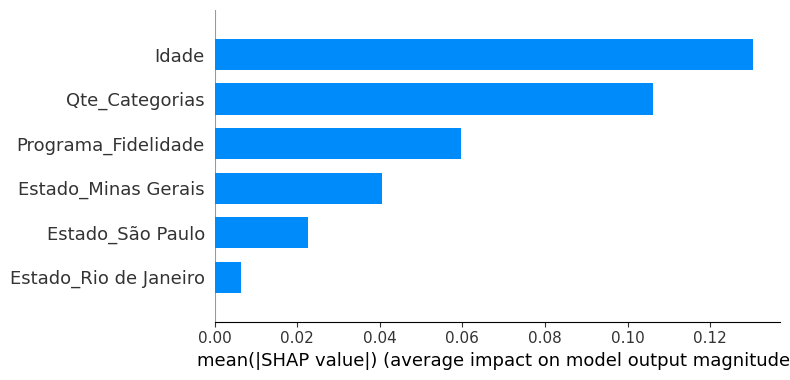 Idade
Qte_Categorias
Programa_Fidelidade
Estado_Minas Gerais
Estado_São Paulo
Estado_Rio de Janeiro
0.00 0.02 0.04 0.06 0.08 0.10 0.12
mean(|SHAP value|) (average impact on model output magnitude